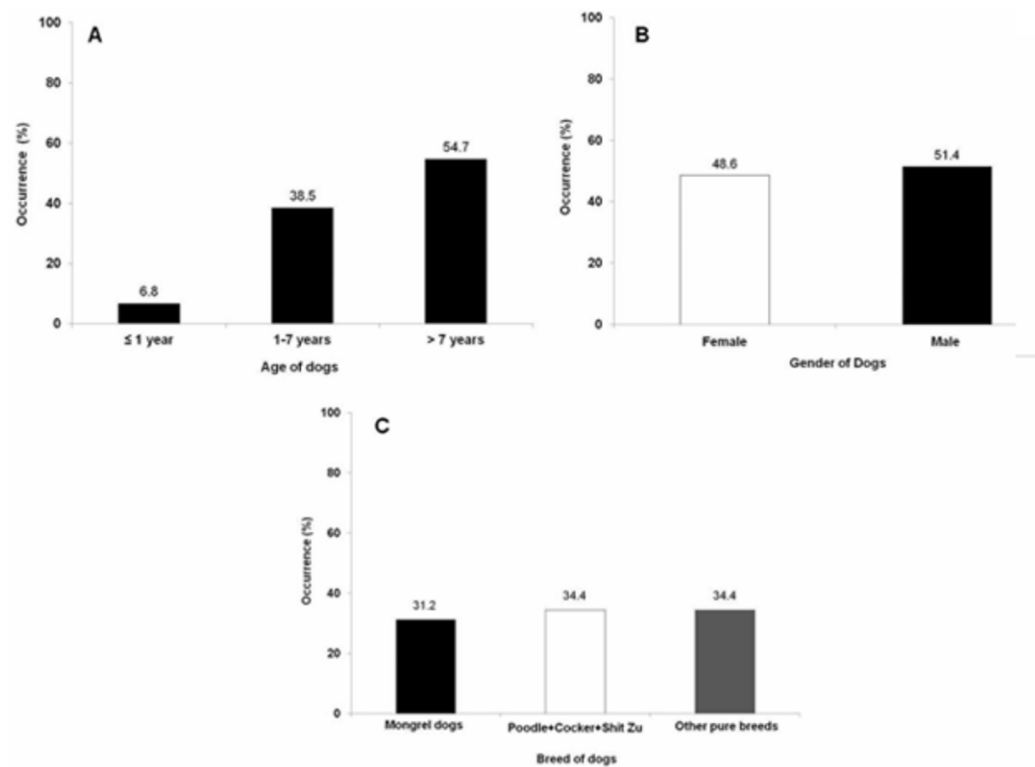 A
100
80
60
40
20
0
Occurrence (%)
6.8
38.5
54.7
≤ 1 year
1-7 years
> 7 years
Age of dogs
B
100
80
60
40
20
0
Occurrence (%)
48.6
51.4
Female
Male
Gender of Dogs
C
100
80
60
40
20
0
Occurrence (%)
31.2
34.4
34.4
Mongrel dogs
Poodle+Cocker+Shit Zu
Other pure breeds
Breed of dogs